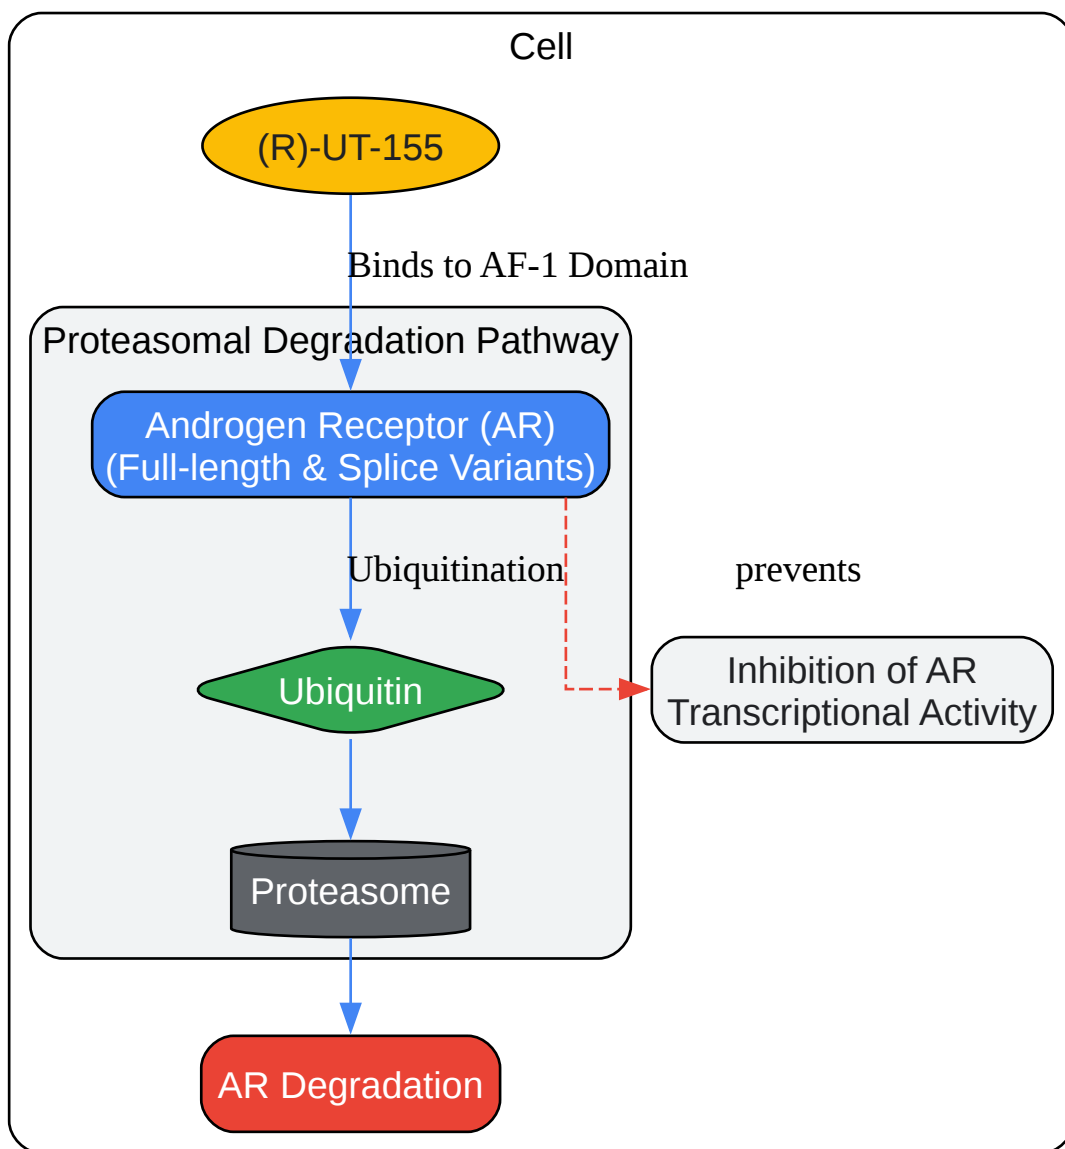 Cell
(R)-UT-155
Binds to AF-1 Domain
Proteasomal Degradation Pathway
Androgen Receptor (AR)
(Full-length & Splice Variants)
Ubiquitination
prevents
Ubiquitin
Inhibition of AR
Transcriptional Activity
Proteasome
AR Degradation